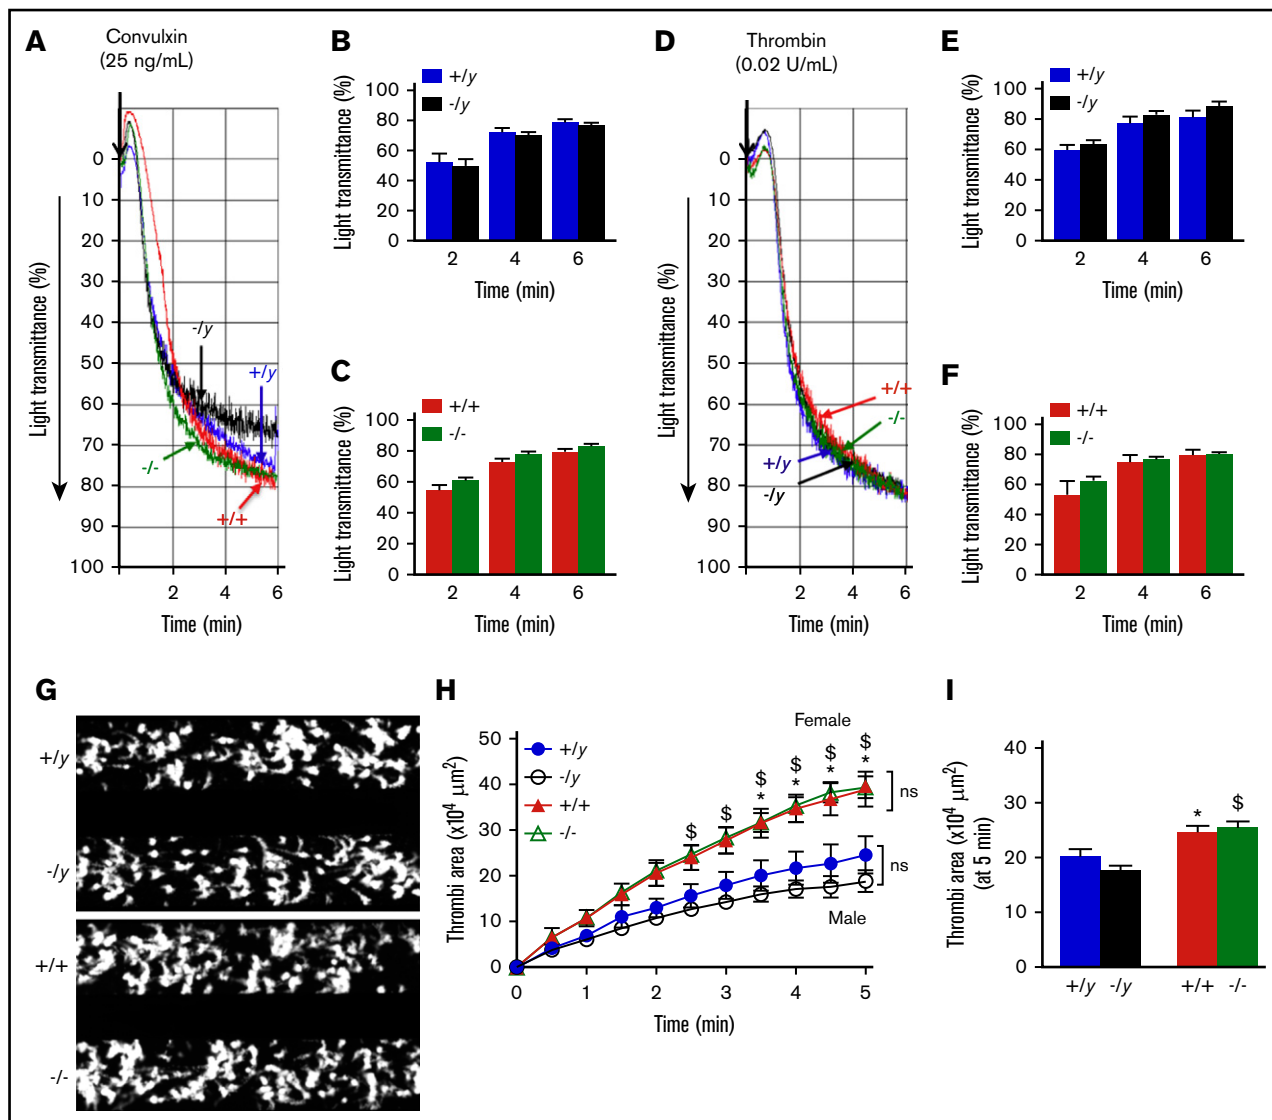 A
Convulxin
(25 ng/mL)
Light transmittance (%)
0
10
20
30
40
50
60
70
80
90
100
-/y
+/y
-/-
+/+
2
4
6
Time (min)
B
+/y
-/y
Light transmittance (%)
100
80
60
40
20
0
2
4
6
Time (min)
C
+/+
-/-
Light transmittance (%)
100
80
60
40
20
0
2
4
6
Time (min)
D
Thrombin
(0.02 U/mL)
Light transmittance (%)
0
10
20
30
40
50
60
70
80
90
100
+/+
-/-
+/y
-/y
2
4
6
Time (min)
E
+/y
-/y
Light transmittance (%)
100
80
60
40
20
0
2
4
6
Time (min)
F
+/+
-/-
Light transmittance (%)
100
80
60
40
20
0
2
4
6
Time (min)
G
+/y
-/y
+/+
-/-
H
Female
+/y
-/y
+/+
-/-
Thrombi area (x10⁴ μm²)
50
40
30
20
10
0
$
$
$
*
$
*
$
*
$
*
ns
ns
Male
0
1
2
3
4
5
Time (min)
I
Thrombi area (x10⁴ μm²)
(at 5 min)
40
30
20
10
0
*
$
+/y
-/y
+/+
-/-